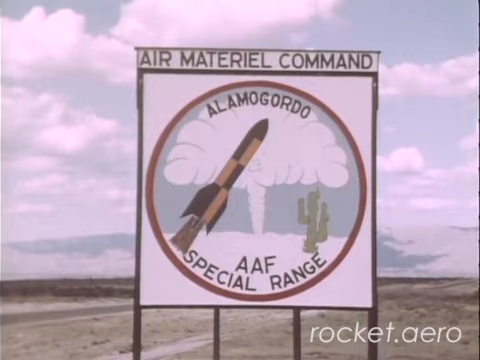 AIR MATERIEL COMMAND
ALAMOGORDO
AAF
SPECIAL RANGE
rocket.aero